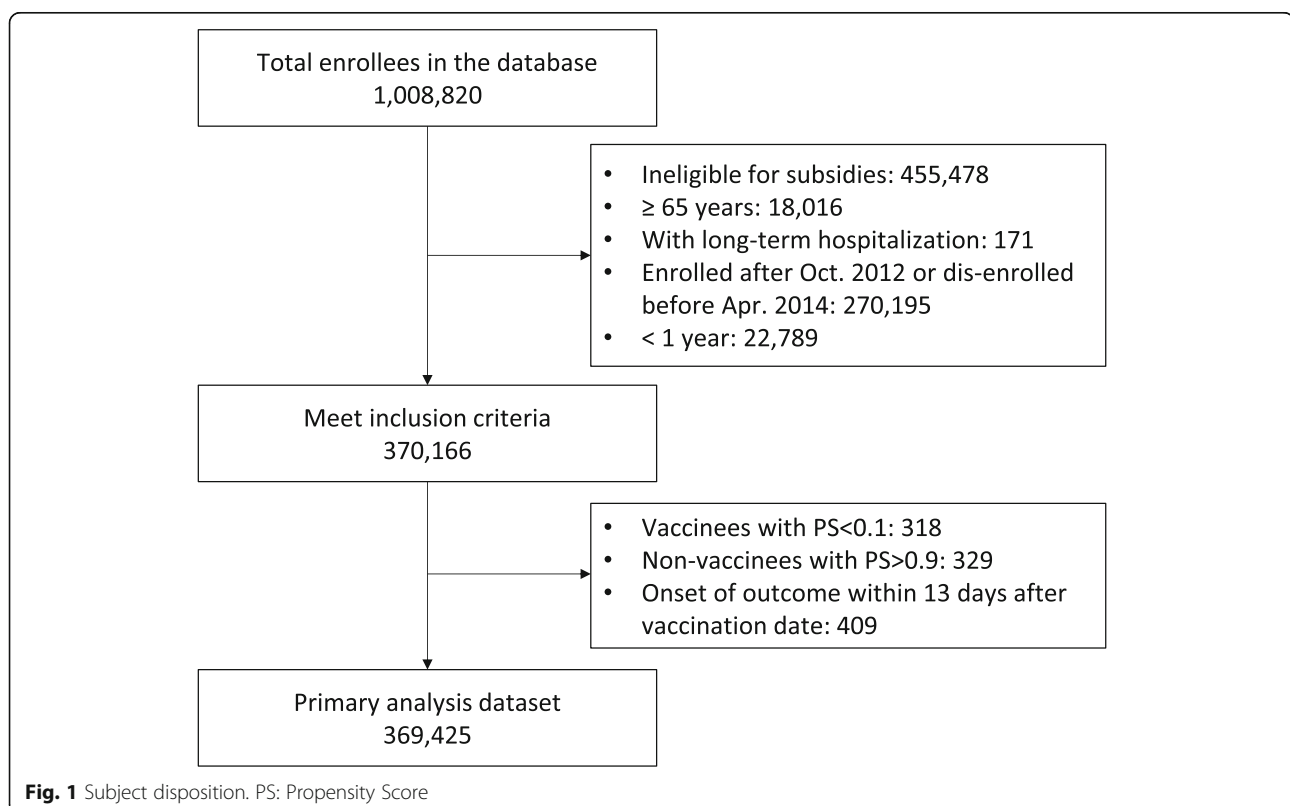 Total enrollees in the database
1,008,820
• Ineligible for subsidies: 455,478
• ≥ 65 years: 18,016
• With long-term hospitalization: 171
• Enrolled after Oct. 2012 or dis-enrolled
before Apr. 2014: 270,195
• < 1 year: 22,789
Meet inclusion criteria
370,166
• Vaccinees with PS<0.1: 318
• Non-vaccinees with PS>0.9: 329
• Onset of outcome within 13 days after
vaccination date: 409
Primary analysis dataset
369,425
Fig. 1 Subject disposition. PS: Propensity Score